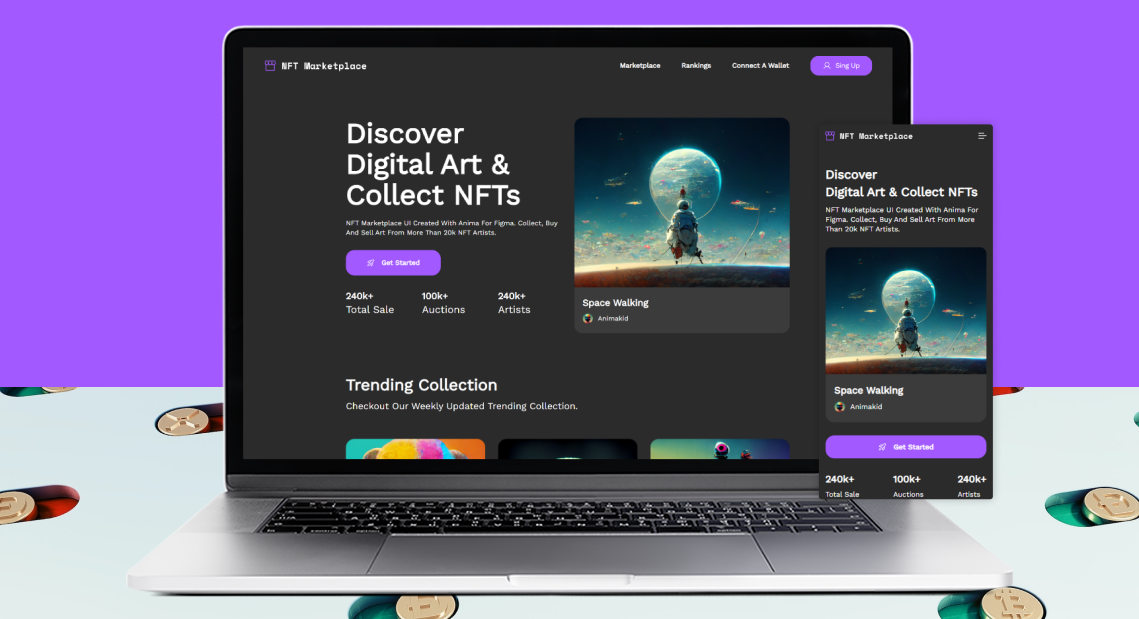 NFT Marketplace
Marketplace
Rankings
Connect A Wallet
Sing Up
Discover
Digital Art &
Collect NFTs
NFT Marketplace UI Created With Anima For Figma. Collect, Buy
And Sell Art From More Than 20k NFT Artists.
Get Started
240k+
Total Sale
100k+
Auctions
240k+
Artists
Space Walking
Animakid
Trending Collection
Checkout Our Weekly Updated Trending Collection.
NFT Marketplace
Discover
Digital Art & Collect NFTs
NFT Marketplace UI Created With Anima For
Figma. Collect, Buy And Sell Art From More
Than 20k NFT Artists.
Space Walking
Animakid
Get Started
240k+
Total Sale
100k+
Auctions
240k+
Artists
control
option